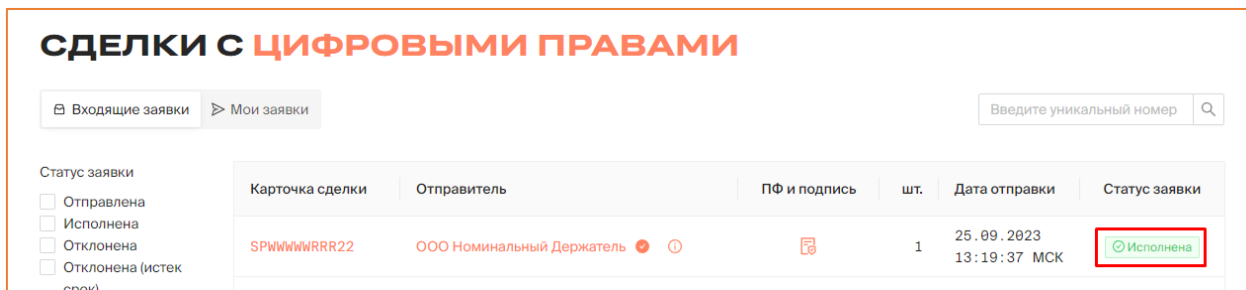 СДЕЛКИ С ЦИФРОВЫМИ ПРАВАМИ
Входящие заявки Мои заявки Введите уникальный номер
Статус заявки
Отправлена
Исполнена
Отклонена
Отклонена (истек
срок)
Карточка сделки Отправитель ПФ и подпись шт. Дата отправки Статус заявки
SPWWWWWRRR22 ООО Номинальный Держатель 1 25.09.2023 Исполнена
13:19:37 МСК